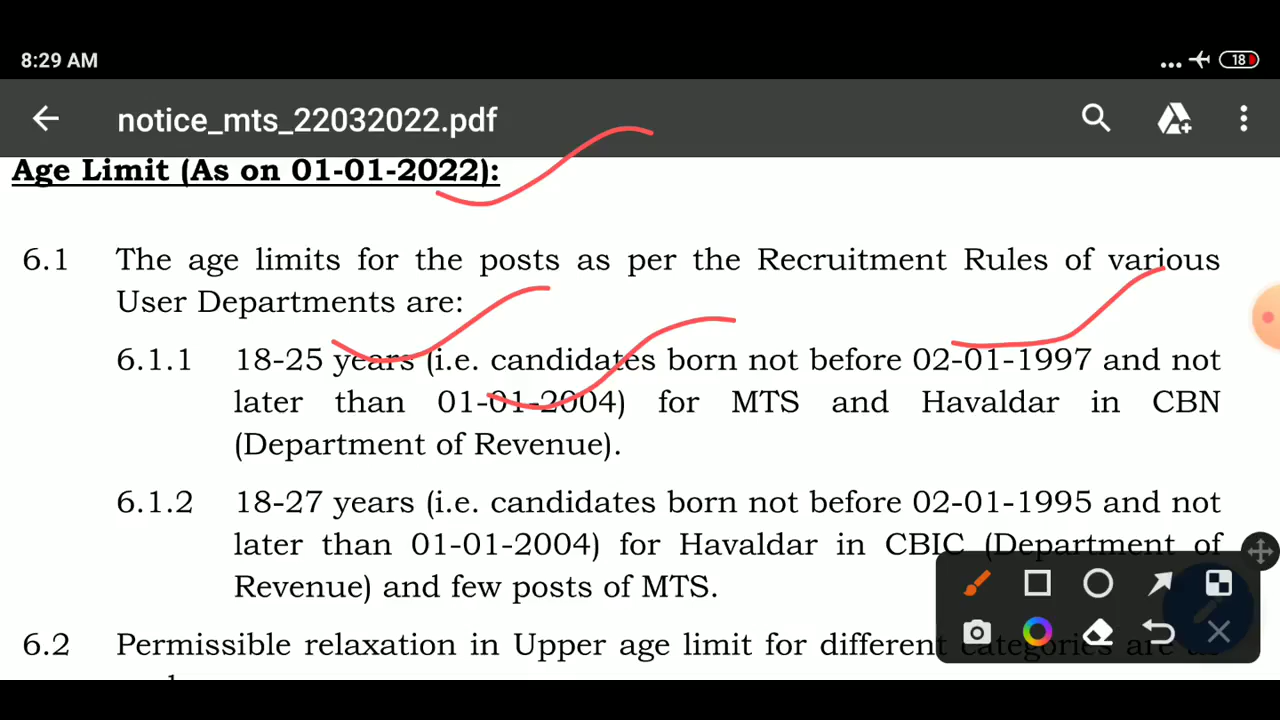 8:29 AM
18
notice_mts_22032022.pdf
Age Limit (As on 01-01-2022):
6.1 The age limits for the posts as per the Recruitment Rules of various
User Departments are:
6.1.1 18-25 years (i.e. candidates born not before 02-01-1997 and not
later than 01-01-2004) for MTS and Havaldar in CBN
(Department of Revenue).
6.1.2 18-27 years (i.e. candidates born not before 02-01-1995 and not
later than 01-01-2004) for Havaldar in CBIC (Department of
Revenue) and few posts of MTS.
6.2 Permissible relaxation in Upper age limit for different categories are as